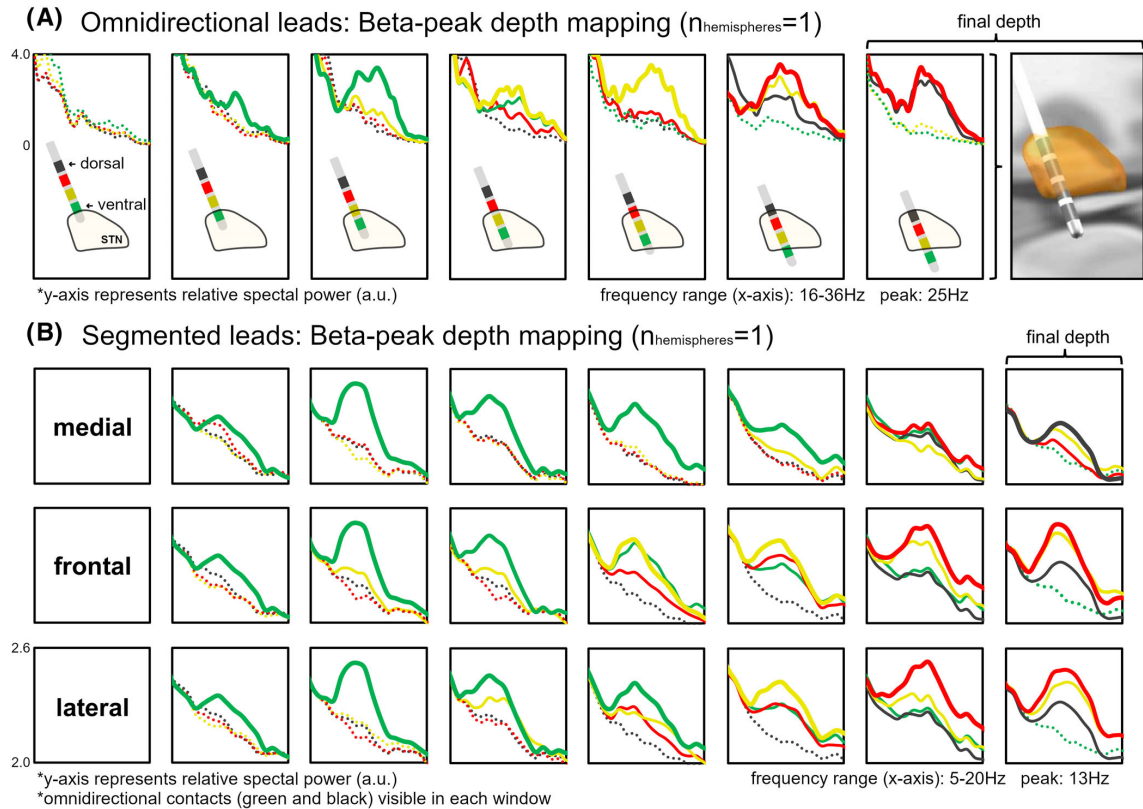 (A) Omnidirectional leads: Beta-peak depth mapping (nhemispheres=1)
final depth
4.0
0
dorsal
ventral
STN
*y-axis represents relative spectal power (a.u.)
frequency range (x-axis): 16-36Hz peak: 25Hz
(B) Segmented leads: Beta-peak depth mapping (nhemispheres=1)
final depth
medial
frontal
2.6
lateral
2.0
*y-axis represents relative spectral power (a.u.)
frequency range (x-axis): 5-20Hz peak: 13Hz
*omnidirectional contacts (green and black) visible in each window